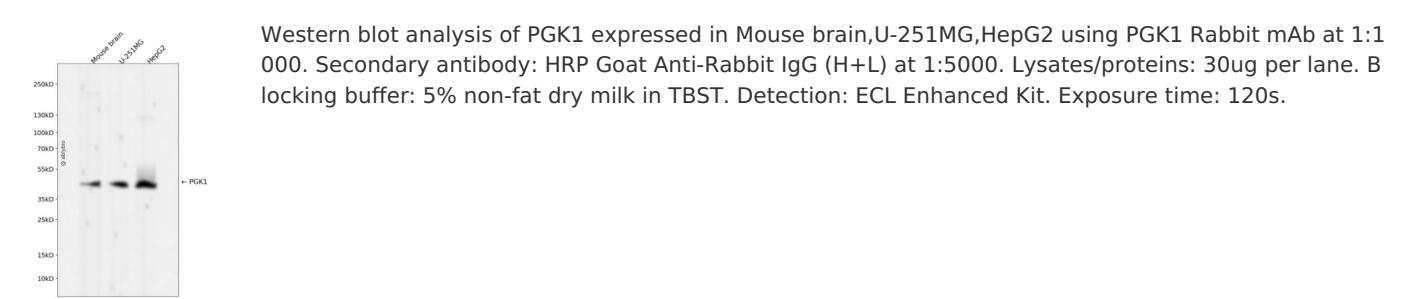 Mouse brain
U-251MG
HepG2
250kD
130kD
100kD
70kD
55kD
35kD
25kD
15kD
10kD
@ ablybio
← PGK1
Western blot analysis of PGK1 expressed in Mouse brain,U-251MG,HepG2 using PGK1 Rabbit mAb at 1:1
000. Secondary antibody: HRP Goat Anti-Rabbit IgG (H+L) at 1:5000. Lysates/proteins: 30ug per lane. B
locking buffer: 5% non-fat dry milk in TBST. Detection: ECL Enhanced Kit. Exposure time: 120s.